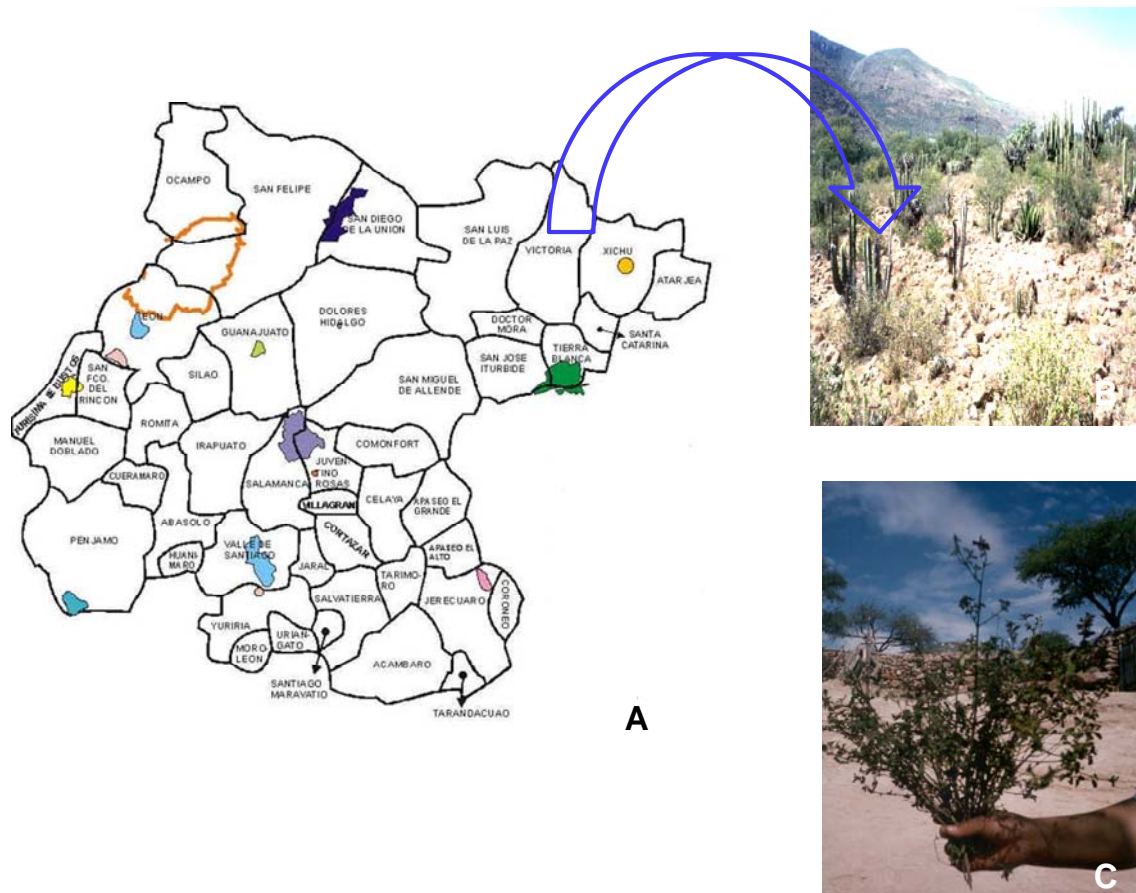 OCAMPO
SAN FELIPE
SAN DIEGO
DE LA UNION
SAN LUIS
DE LA PAZ
VICTORIA
XICHU
ATARJEA
EON
GUANAJUATO
DOLORES
HIDALGO
DOCTOR
MORA
SANTA
CATARINA
TIERRA
BLANCA
SAN JOSE
ITURBIDE
SAN
FCO.
DEL
RINCON
SILAO
SAN MIGUEL
DE ALLENDE
ROMITA
MANUEL
DOBLADO
IRAPUATO
COMONFORT
CUERAMARO
SALAMANCA
JUVEN-
TINO
ROSAS
VILLAGRAN
CELAYA
APASEO EL
GRANDE
ABASOLO
PENJAMO
HUANI-
MARO
VALLE DE
SANTIAGO
CORTAZAR
JARAL
APASEO EL
ALTO
TARIMO-
RO
JERECUARO
CORONEO
SALVATIERRA
YURIRIA
URIAN-
GATO
MORO-
LEON
ACAMBARO
SANTIAGO
MARAVATIO
TARANDACUAO
A
B
C